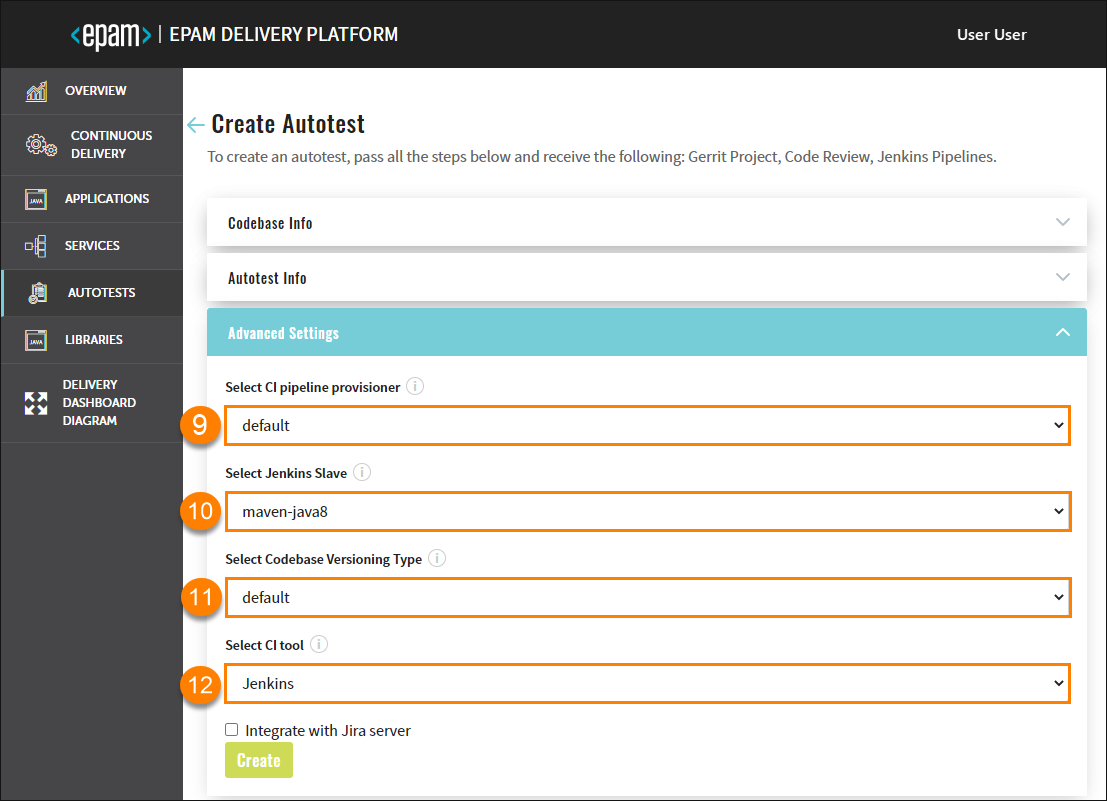 <epam> | EPAM DELIVERY PLATFORM
User User
OVERVIEW
CONTINUOUS
DELIVERY
JAVA APPLICATIONS
SERVICES
AUTOTESTS
JAVA LIBRARIES
DELIVERY
DASHBOARD
DIAGRAM
Create Autotest
To create an autotest, pass all the steps below and receive the following: Gerrit Project, Code Review, Jenkins Pipelines.
Codebase Info
Autotest Info
Advanced Settings
Select CI pipeline provisioner i
9 default
Select Jenkins Slave i
10 maven-java8
Select Codebase Versioning Type i
11 default
Select CI tool i
12 Jenkins
Integrate with Jira server
Create